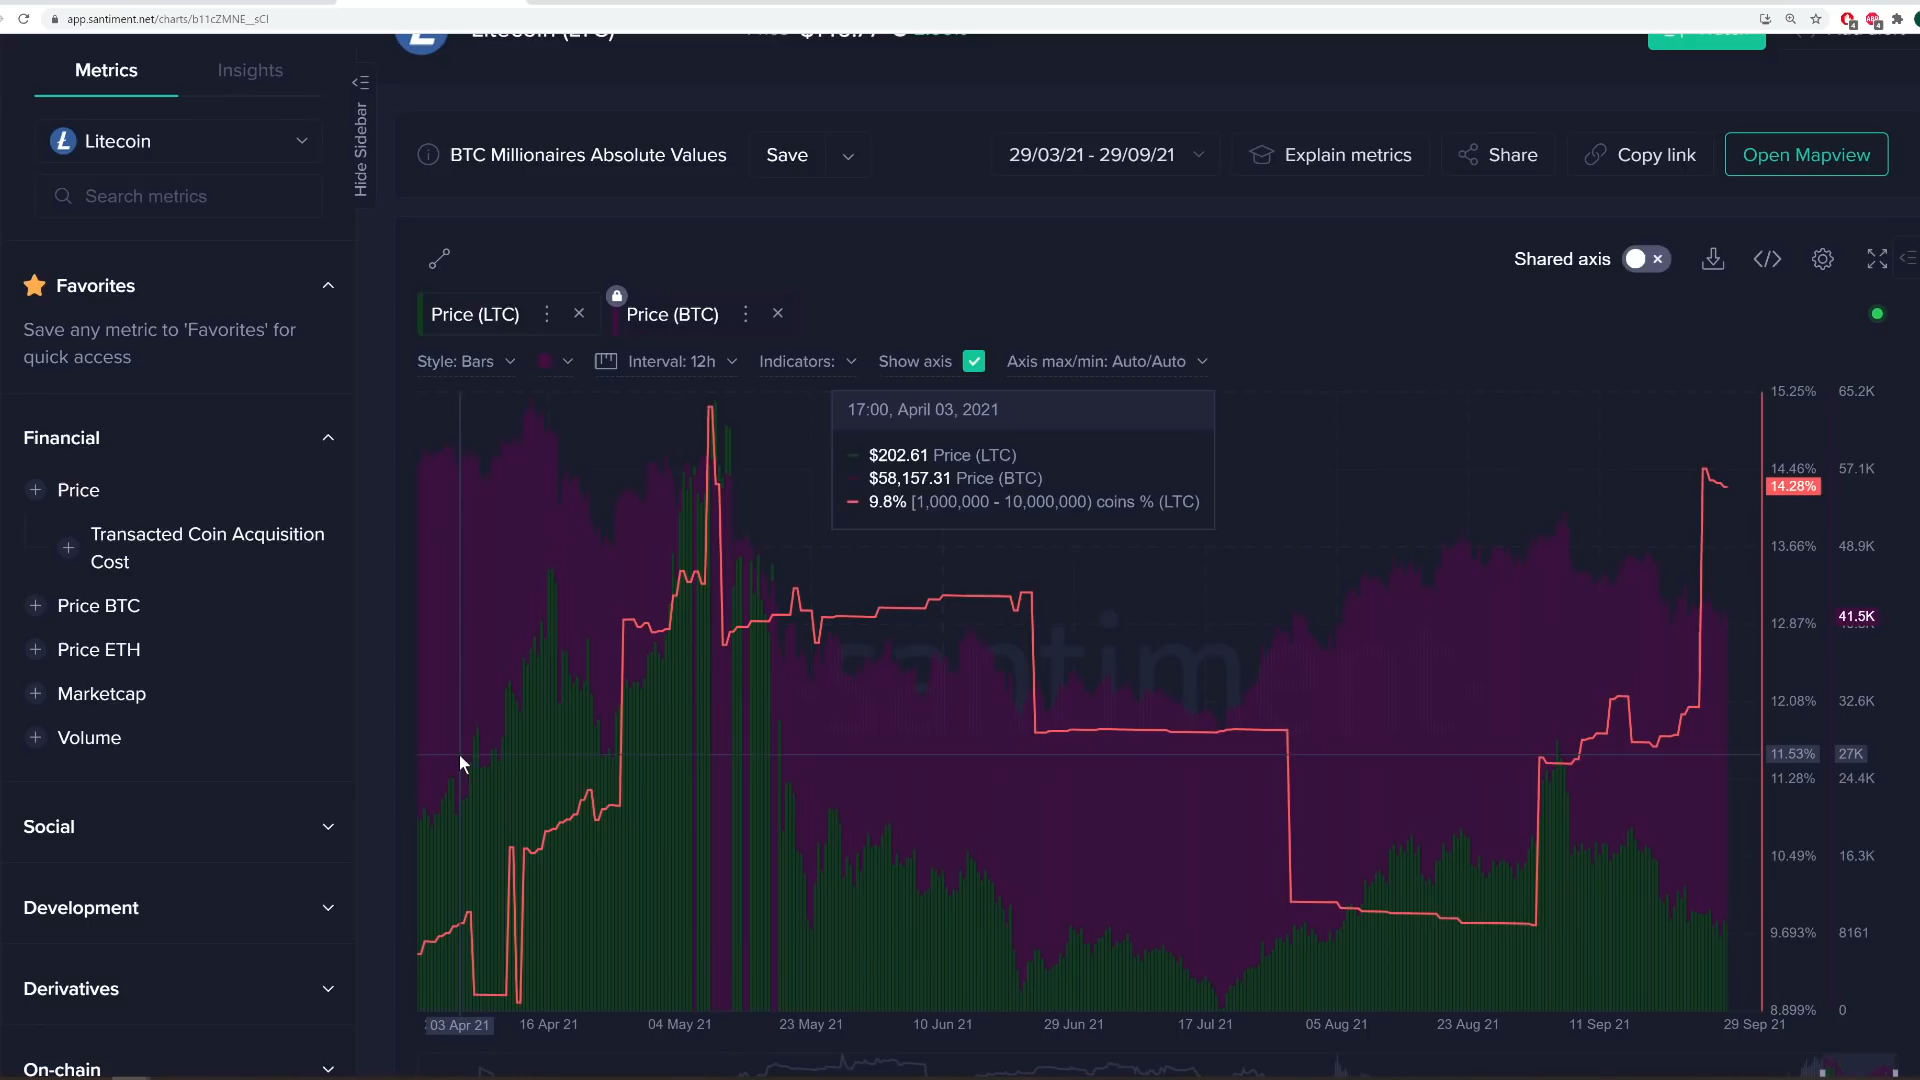 app.santiment.net/charts/b11cZMNE__sCl
Litecoin (LTC)
Metrics
Insights
Hide Sidebar
Litecoin
Search metrics
BTC Millionaires Absolute Values
Save
29/03/21 - 29/09/21
Explain metrics
Share
Copy link
Open Mapview
Favorites
Save any metric to 'Favorites' for
quick access
Financial
Price
Transacted Coin Acquisition
Cost
Price BTC
Price ETH
Marketcap
Volume
Social
Development
Derivatives
On-chain
Shared axis
Price (LTC)
Price (BTC)
Style: Bars
Interval: 12h
Indicators:
Show axis
Axis max/min: Auto/Auto
17:00, April 03, 2021
$202.61 Price (LTC)
$58,157.31 Price (BTC)
9.8% [1,000,000 - 10,000,000) coins % (LTC)
santiment
15.25% 65.2K
14.46% 57.1K
14.28%
13.66% 48.9K
41.5K
12.87%
12.08% 32.6K
11.53% 27K
11.28% 24.4K
10.49% 16.3K
9.693% 8161
8.899% 0
03 Apr 21 16 Apr 21 04 May 21 23 May 21 10 Jun 21 29 Jun 21 17 Jul 21 05 Aug 21 23 Aug 21 11 Sep 21 29 Sep 21